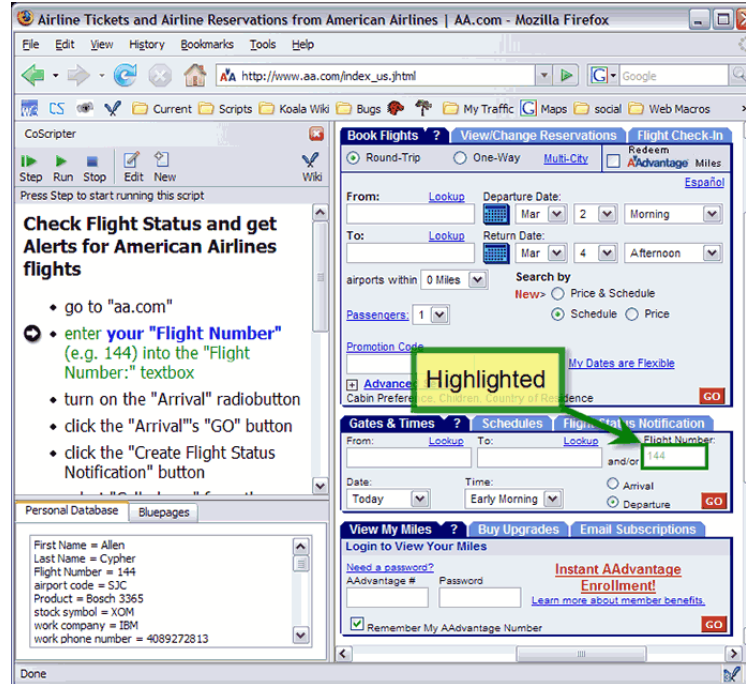 Airline Tickets and Airline Reservations from American Airlines | AA.com - Mozilla Firefox
File Edit View History Bookmarks Tools Help
AA http://www.aa.com/index_us.jhtml
G Google
CS Current Scripts Koala Wiki Bugs My Traffic G Maps social Web Macros
CoScripter
Step Run Stop Edit New Wiki
Press Step to start running this script
Check Flight Status and get
Alerts for American Airlines
flights
• go to "aa.com"
• enter your "Flight Number"
(e.g. 144) into the "Flight
Number:" textbox
• turn on the "Arrival" radiobutton
• click the "Arrival"'s "GO" button
• click the "Create Flight Status
Notification" button
Personal Database Bluepages
First Name = Allen
Last Name = Cypher
Flight Number = 144
airport code = SJC
Product = Bosch 3365
stock symbol = XOM
work company = IBM
work phone number = 4089272813
Book Flights ? View/Change Reservations Flight Check-In
Round-Trip One-Way Multi-City Redeem
AAdvantage Miles
Español
From: Lookup Departure Date:
Mar 2 Morning
To: Lookup Return Date:
Mar 4 Afternoon
airports within 0 Miles Search by
New> Price & Schedule
Passengers: 1 Schedule Price
Promotion Code
My Dates are Flexible
Highlighted
+ Advanced
Cabin Preference, Children, Country of Residence GO
Gates & Times ? Schedules Flight Status Notification
From: Lookup To: Lookup Flight Number:
and/or 144
Date: Time: Arrival
Today Early Morning Departure GO
View My Miles ? Buy Upgrades Email Subscriptions
Login to View Your Miles
Need a password? Instant AAdvantage
AAdvantage # Password Enrollment!
Learn more about member benefits.
Remember My AAdvantage Number GO
Done